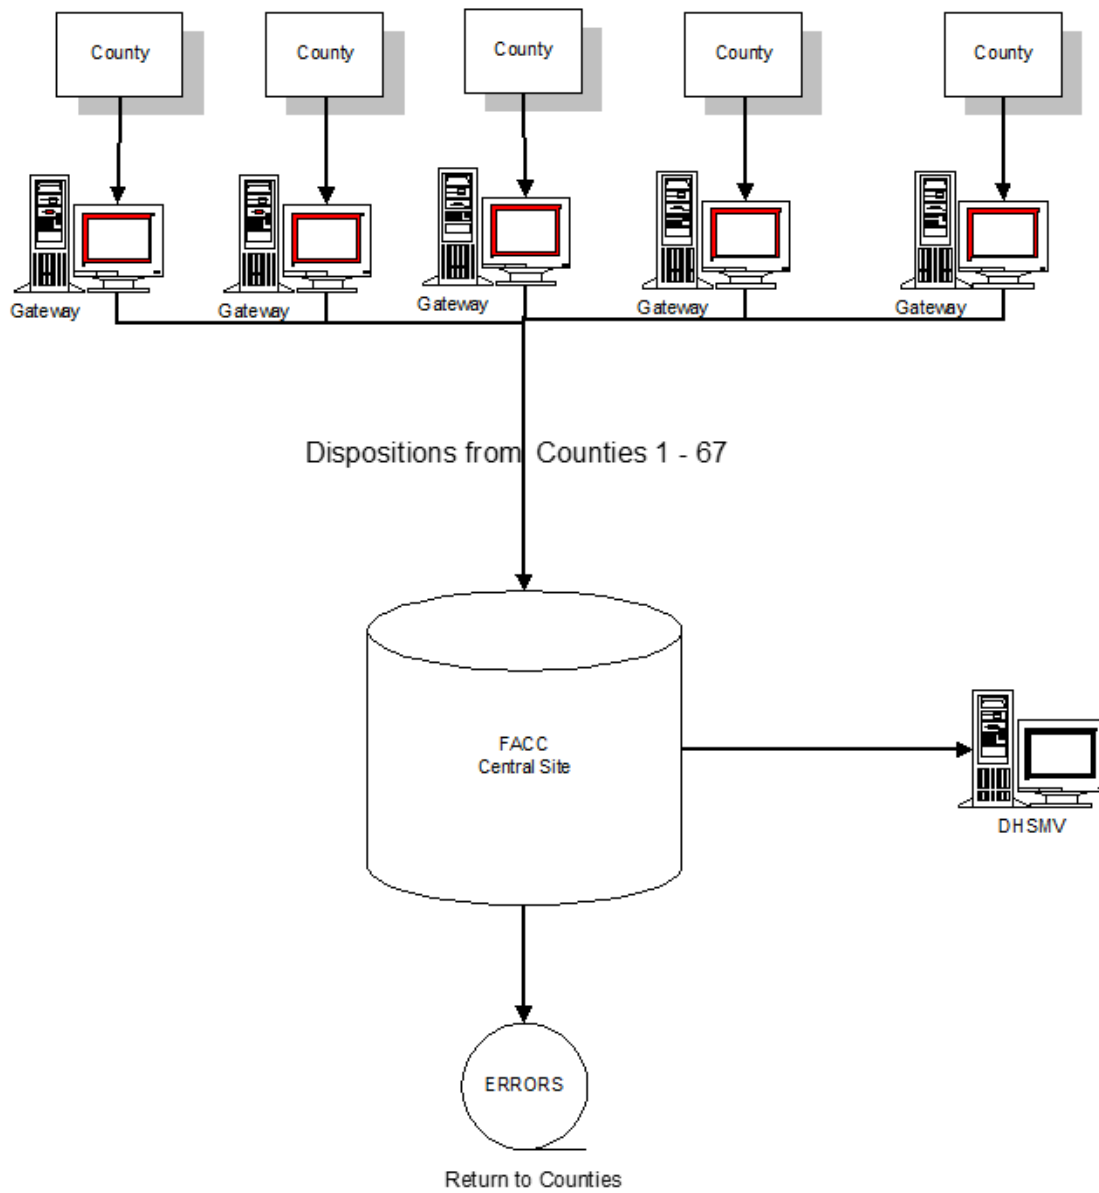 County
County
County
County
County
Gateway
Gateway
Gateway
Gateway
Gateway
Dispositions from Counties 1 - 67
FACC
Central Site
DHSMV
ERRORS
Return to Counties